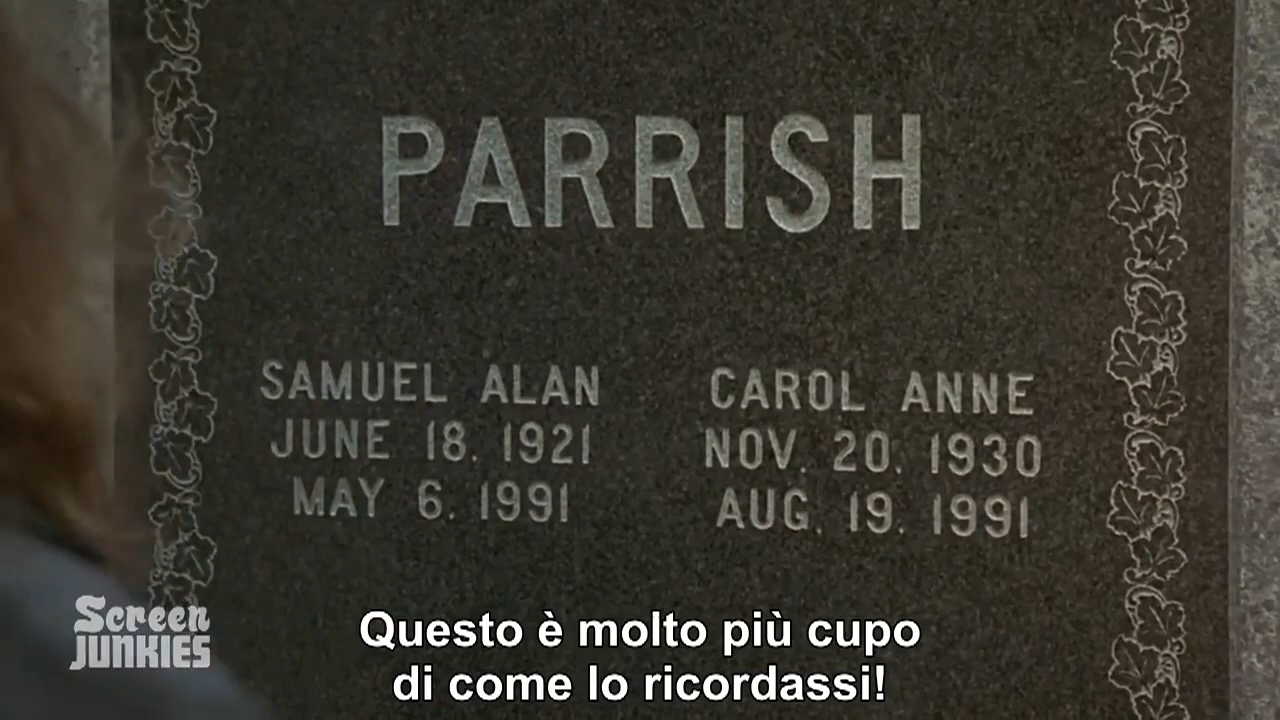 PARRISH
SAMUEL ALAN
JUNE 18, 1921
MAY 6, 1991
CAROL ANNE
NOV. 20, 1930
AUG. 19, 1991
Screen
JUNKIES
Questo è molto più cupo
di come lo ricordassi!